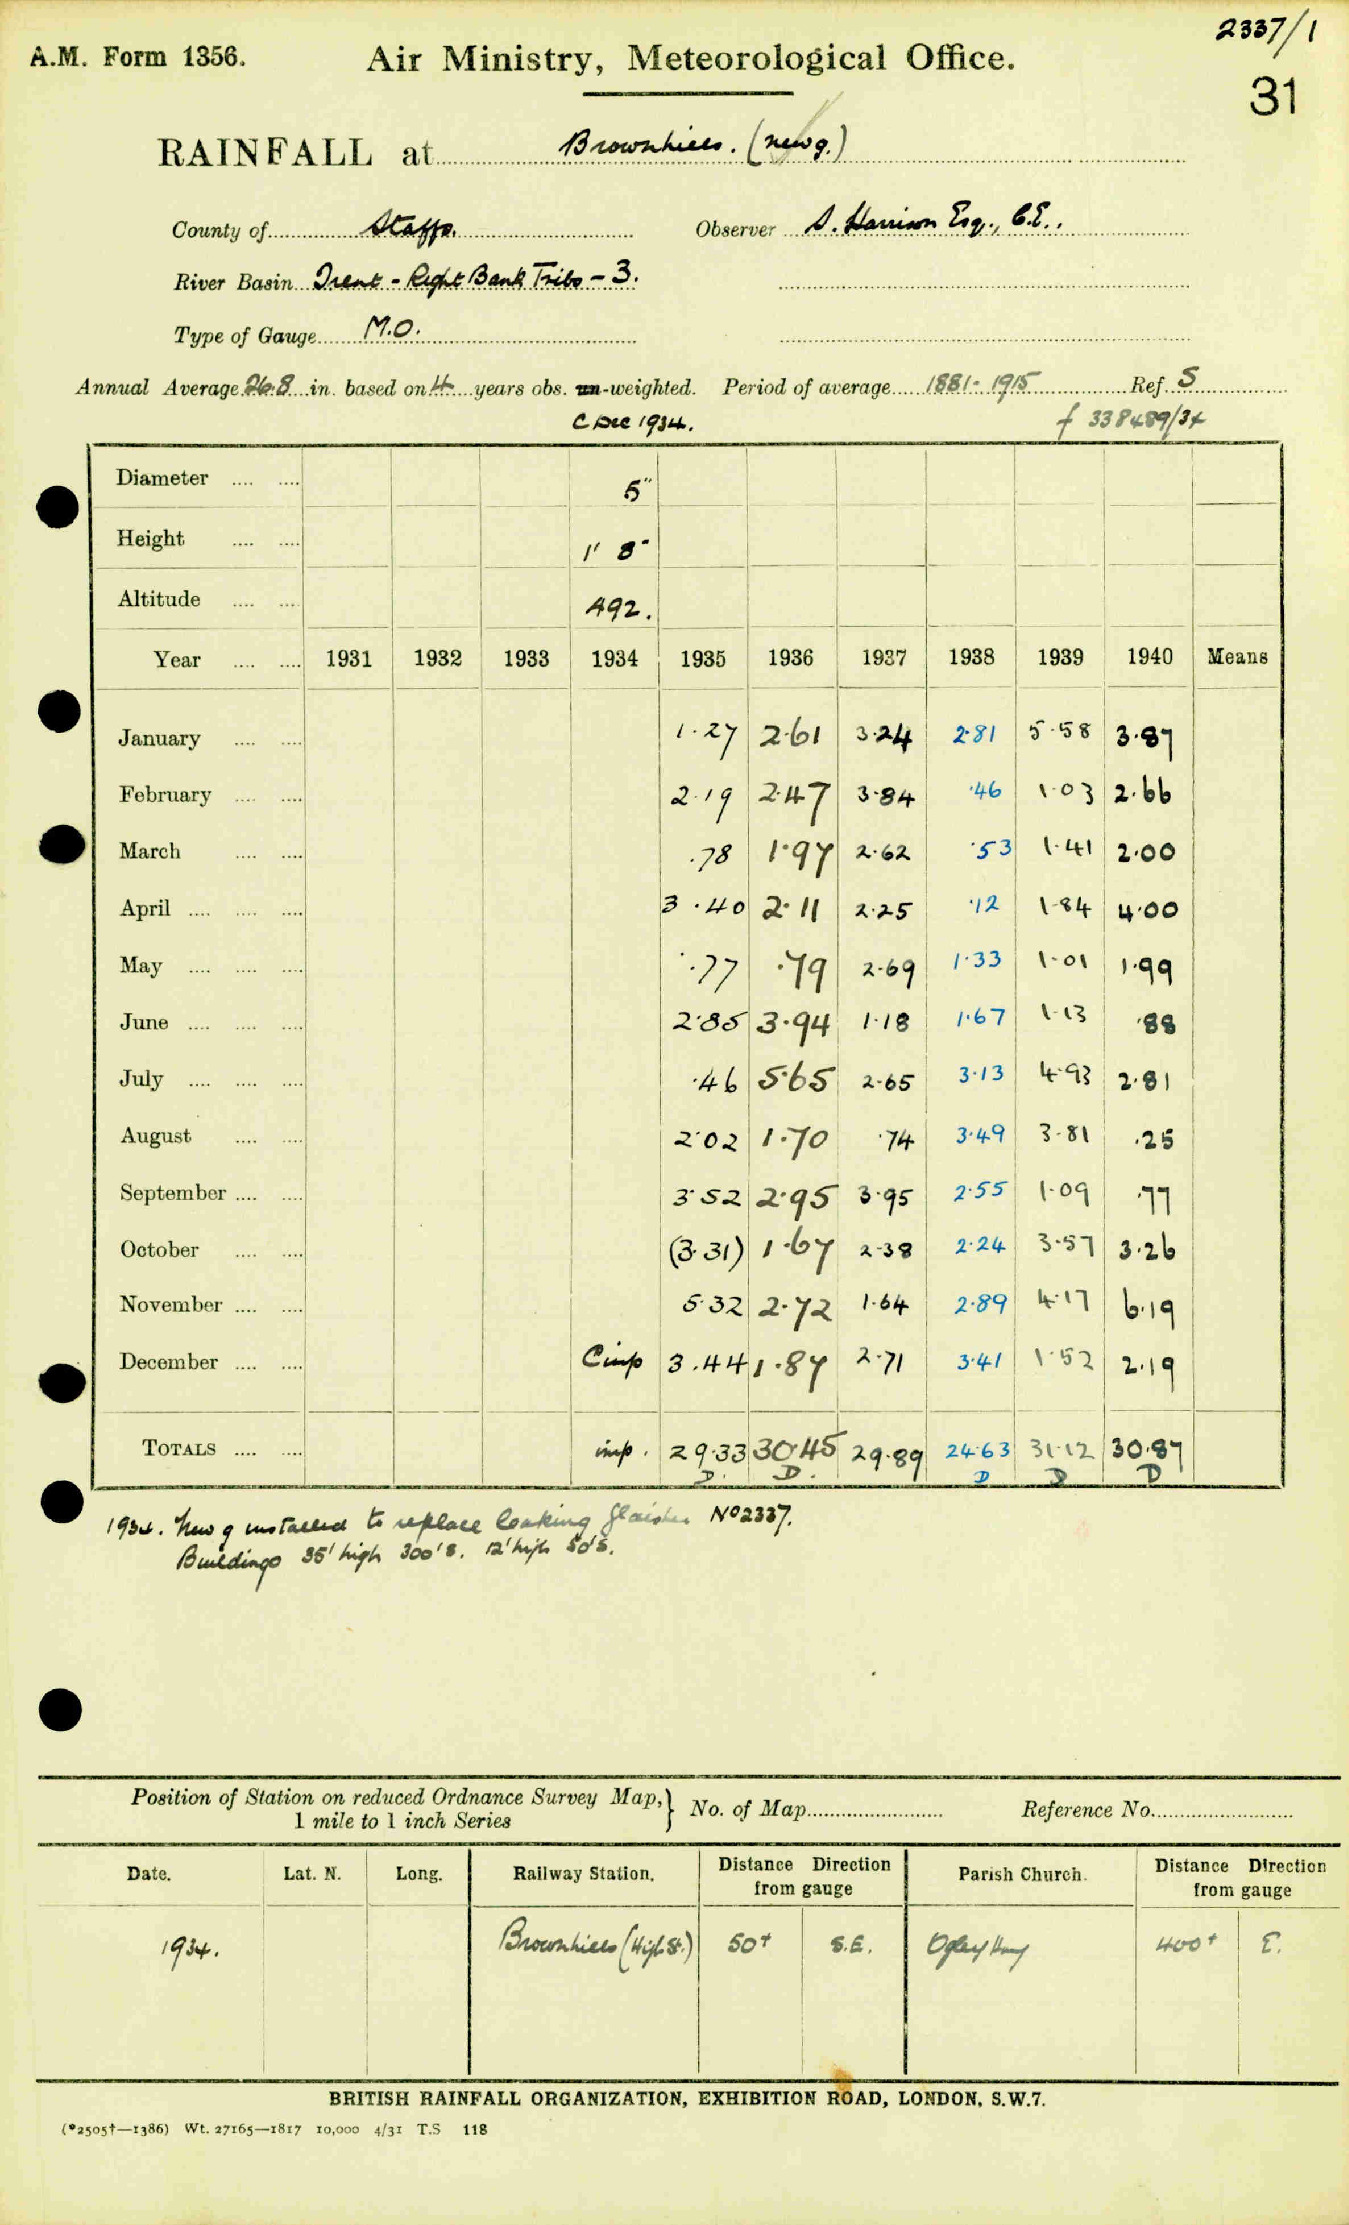 2337/1
A.M. Form 1356. Air Ministry, Meteorological Office.
31
RAINFALL at Brownhills. (new g.)
County of Staffs. Observer S. Harrison Esq., C.E.,
River Basin Trent - Right Bank Tribs - 3.
Type of Gauge M.O.
Annual Average 26.8 in. based on 4 years obs. un-weighted. Period of average 1881-1915 Ref. S
C Dec 1934. f 338489/34
Diameter .... .... 5"
Height .... .... 1' 8"
Altitude .... .... 492.
Year .... .... 1931 1932 1933 1934 1935 1936 1937 1938 1939 1940 Means
January .... .... 1.27 2.61 3.24 2.81 5.58 3.87
February .... .... 2.19 2.47 3.84 .46 1.03 2.66
March .... .... .78 1.97 2.62 .53 1.41 2.00
April .... .... .... 3.40 2.11 2.25 .12 1.84 4.00
May .... .... .... .77 .79 2.69 1.33 1.01 1.99
June .... .... .... 2.85 3.94 1.18 1.67 1.13 .88
July .... .... .... .46 5.65 2.65 3.13 4.93 2.81
August .... .... 2.02 1.70 .74 3.49 3.81 .25
September .... .... 3.52 2.95 3.95 2.55 1.09 .77
October .... .... (3.31) 1.67 2.38 2.24 3.57 3.26
November .... .... 5.32 2.72 1.64 2.89 4.17 6.19
December .... .... C imp 3.44 1.87 2.71 3.41 1.52 2.19
TOTALS .... .... imp. 29.33 30.45 29.89 24.63 31.12 30.87
D. D. D D D
1934. New g installed to replace leaking Glaisher No 2337.
Buildings 35' high 300' S. 12' high 50' S.
Position of Station on reduced Ordnance Survey Map,} No. of Map Reference No.
1 mile to 1 inch Series
Date. Lat. N. Long. Railway Station. Distance Direction from gauge Parish Church. Distance Direction from gauge
1934. Brownhills (High St.) 50+ S.E. Ogley Hay 400+ E.
BRITISH RAINFALL ORGANIZATION, EXHIBITION ROAD, LONDON, S.W.7.
(*2505†—1386) Wt. 27165—1817 10,000 4/31 T.S 118